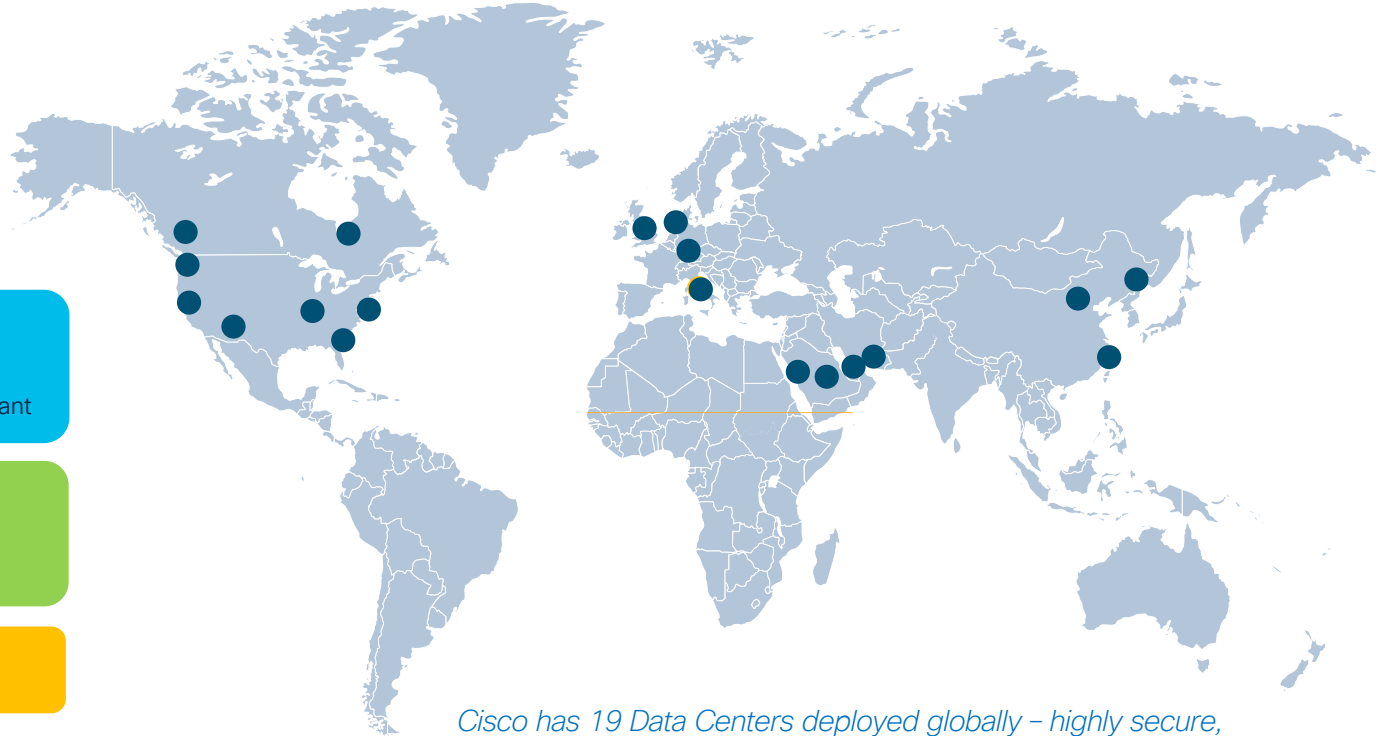 ant
Cisco has 19 Data Centers deployed globally – highly secure,